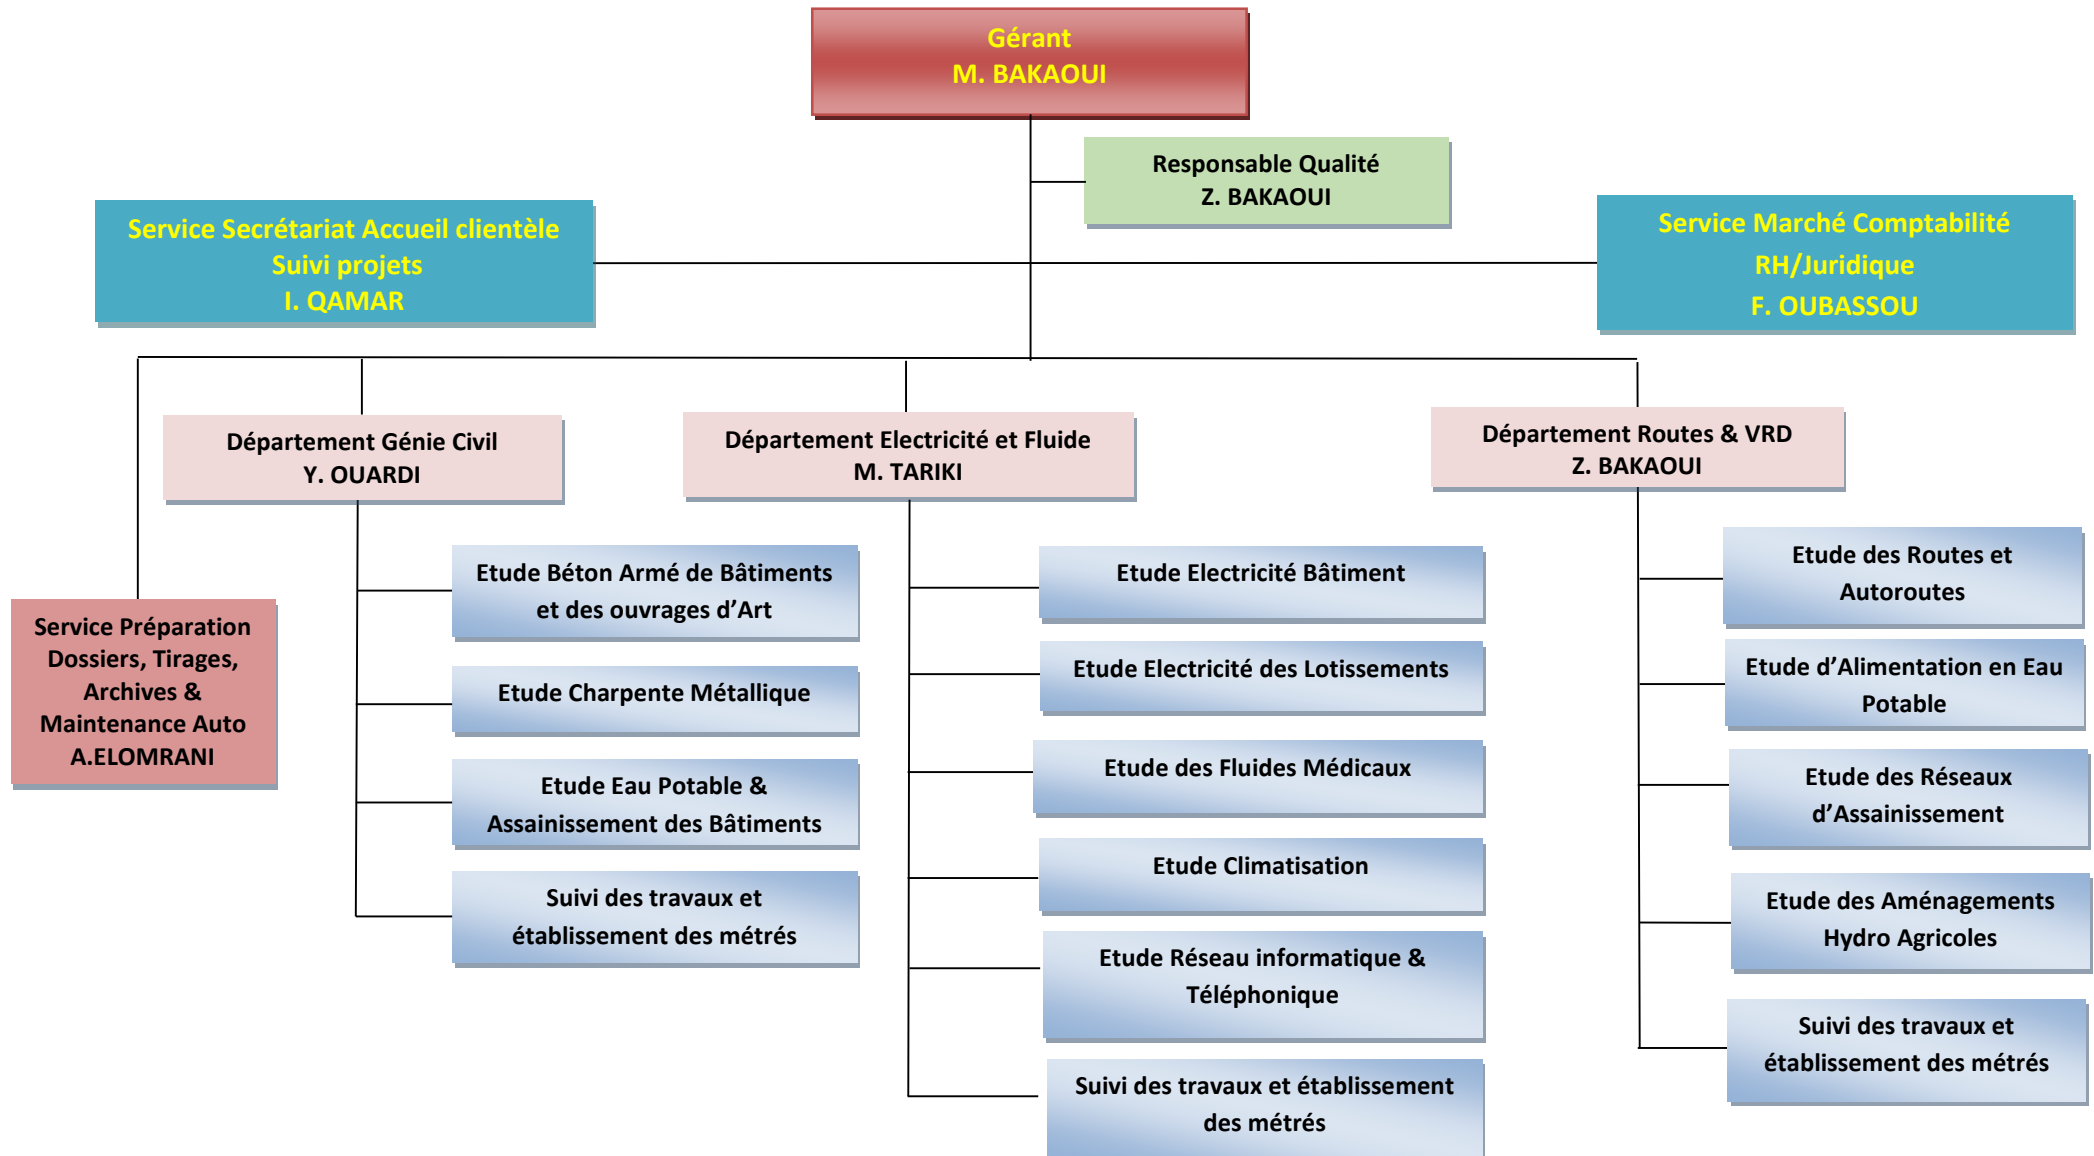 Gérant
M. BAKAOUI
Responsable Qualité
Z. BAKAOUI
Service Secrétariat Accueil clientèle
Suivi projets
I. QAMAR
Service Marché Comptabilité
RH/Juridique
F. OUBASSOU
Service Préparation
Dossiers, Tirages,
Archives &
Maintenance Auto
A.ELOMRANI
Département Génie Civil
Y. OUARDI
Etude Béton Armé de Bâtiments
et des ouvrages d’Art
Etude Charpente Métallique
Etude Eau Potable &
Assainissement des Bâtiments
Suivi des travaux et
établissement des métrés
Département Electricité et Fluide
M. TARIKI
Etude Electricité Bâtiment
Etude Electricité des Lotissements
Etude des Fluides Médicaux
Etude Climatisation
Etude Réseau informatique &
Téléphonique
Suivi des travaux et établissement
des métrés
Département Routes & VRD
Z. BAKAOUI
Etude des Routes et
Autoroutes
Etude d’Alimentation en Eau
Potable
Etude des Réseaux
d’Assainissement
Etude des Aménagements
Hydro Agricoles
Suivi des travaux et
établissement des métrés